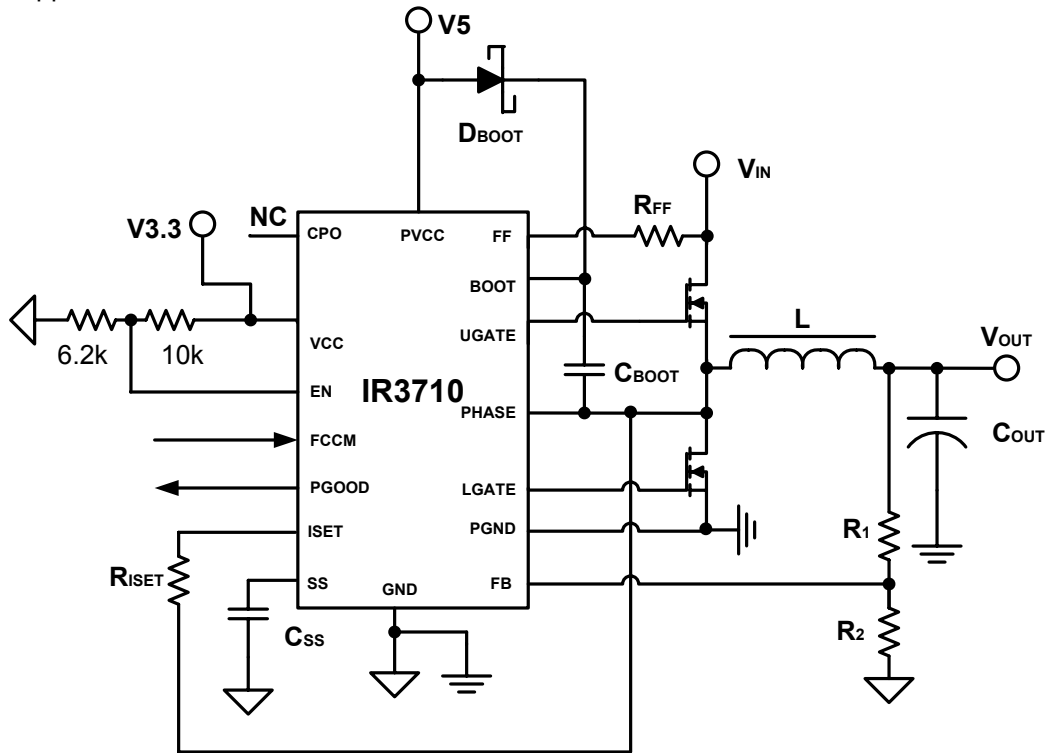 V5
DBOOT
VIN
RFF
V3.3
NC
CPO
PVCC
FF
BOOT
UGATE
L
VOUT
6.2k
10k
VCC
CBOOT
EN
IR3710
PHASE
COUT
FCCM
PGOOD
LGATE
ISET
PGND
R1
RISET
SS
GND
FB
CSS
R2